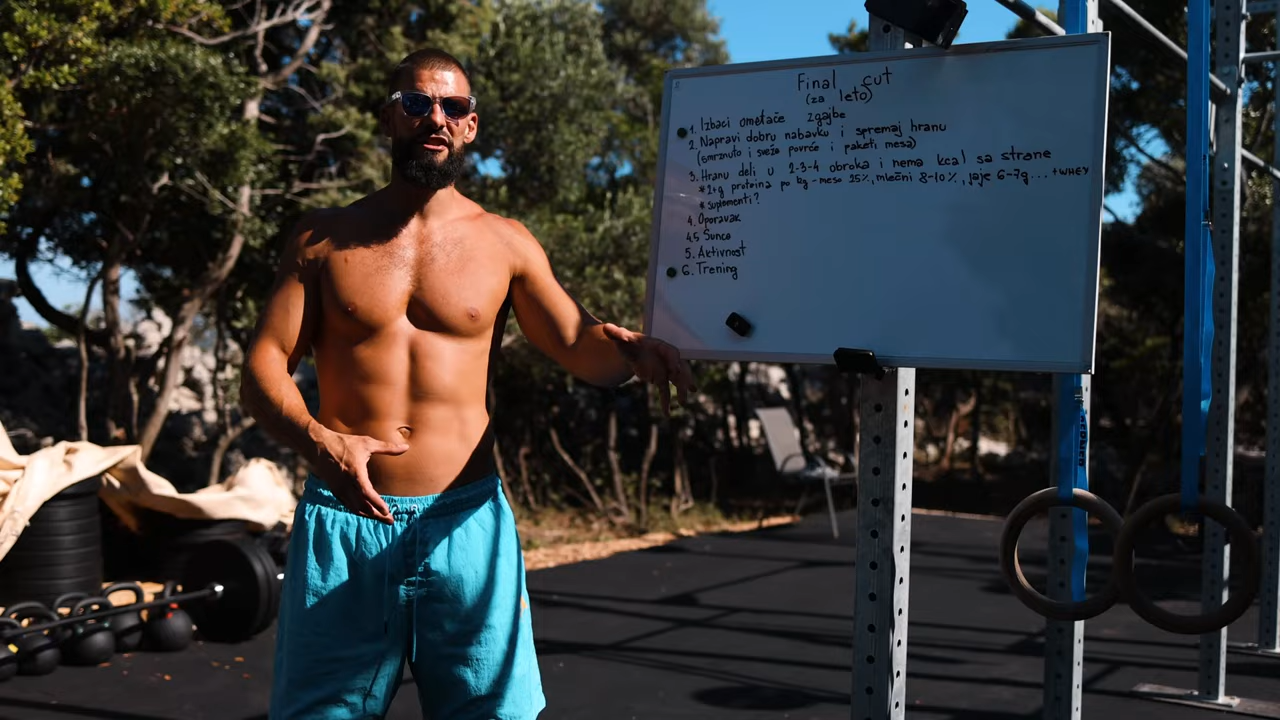 Final cut
(za leto)
1. Izbaci ometače zgajbe
2. Napravi dobru nabavku i spremaj hranu
(smrznuto i sveže povrće i paketi mesa)
3. Hranu deli u 2-3-4 obroka i nema kcal sa strane
* 2+g proteina po kg - meso 25%, mlečni 8-10%, jaje 6-7g... +WHEY
* suplementi?
4. Oporavak
4.5 Sunce
5. Aktivnost
6. Trening